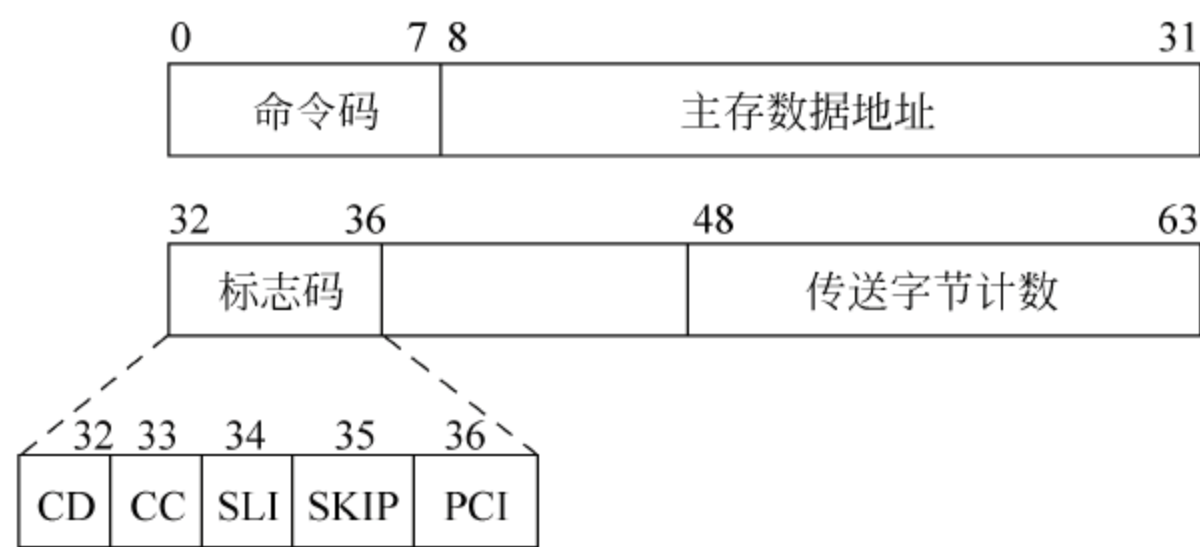 0 7 8 31
命令码 主存数据地址
32 36 48 63
标志码 传送字节计数
32 33 34 35 36
CD CC SLI SKIP PCI